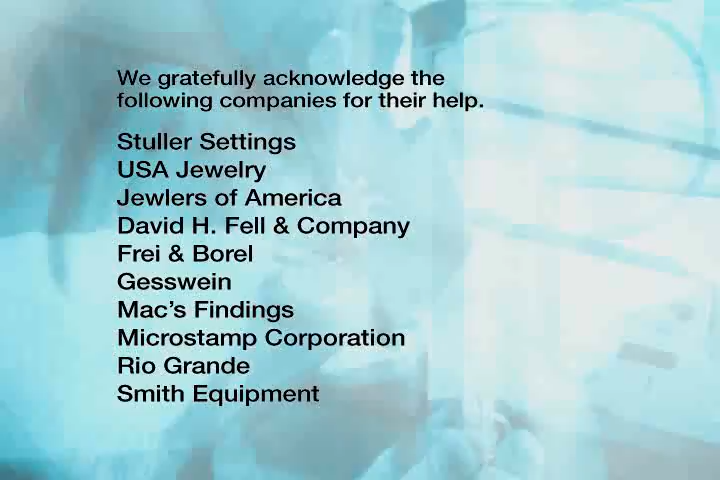 We gratefully acknowledge the
following companies for their help.
Stuller Settings
USA Jewelry
Jewlers of America
David H. Fell & Company
Frei & Borel
Gesswein
Mac's Findings
Microstamp Corporation
Rio Grande
Smith Equipment